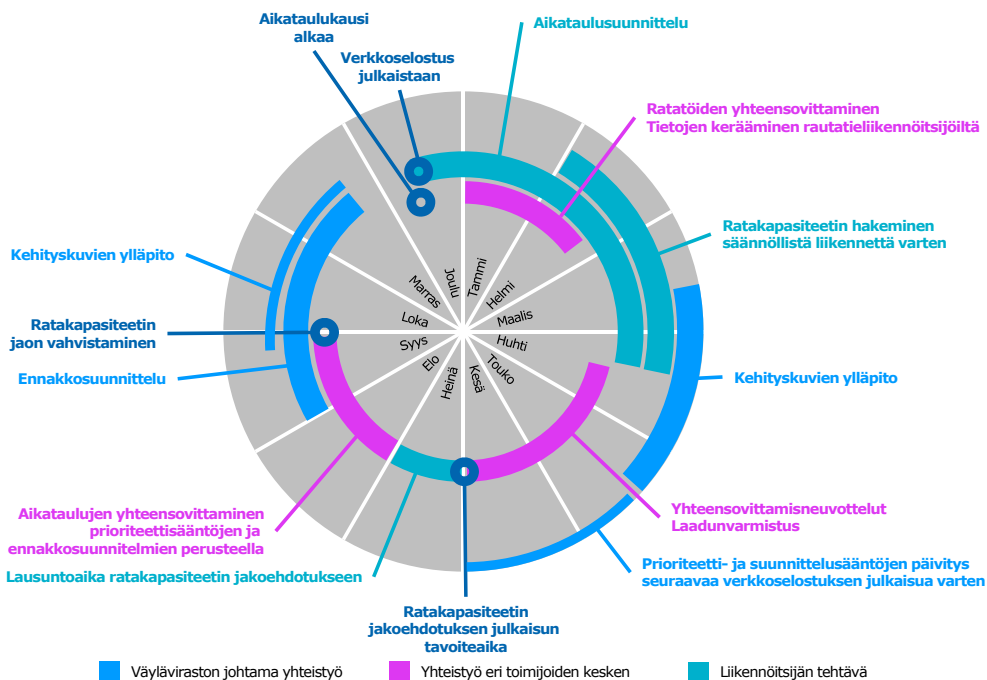 Aikataulukausi
alkaa
Verkkoselostus
julkaistaan
Aikataulusuunnittelu
Ratatöiden yhteensovittaminen
Tietojen kerääminen rautatieliikennöitsijöiltä
Ratakapasiteetin hakeminen
säännöllistä liikennettä varten
Kehityskuvien ylläpito
Yhteensovittamisneuvottelut
Laadunvarmistus
Prioriteetti- ja suunnittelusääntöjen päivitys
seuraavaa verkkoselostuksen julkaisua varten
Ratakapasiteetin
jakoehdotuksen julkaisun
tavoiteaika
Lausuntoaika ratakapasiteetin jakoehdotukseen
Aikataulujen yhteensovittaminen
prioriteettisääntöjen ja
ennakkosuunnitelmien perusteella
Ennakkosuunnittelu
Ratakapasiteetin
jaon vahvistaminen
Kehityskuvien ylläpito
Tammi
Helmi
Maalis
Huhti
Touko
Kesä
Heinä
Elo
Syys
Loka
Marras
Joulu
Väyläviraston johtama yhteistyö
Yhteistyö eri toimijoiden kesken
Liikennöitsijän tehtävä